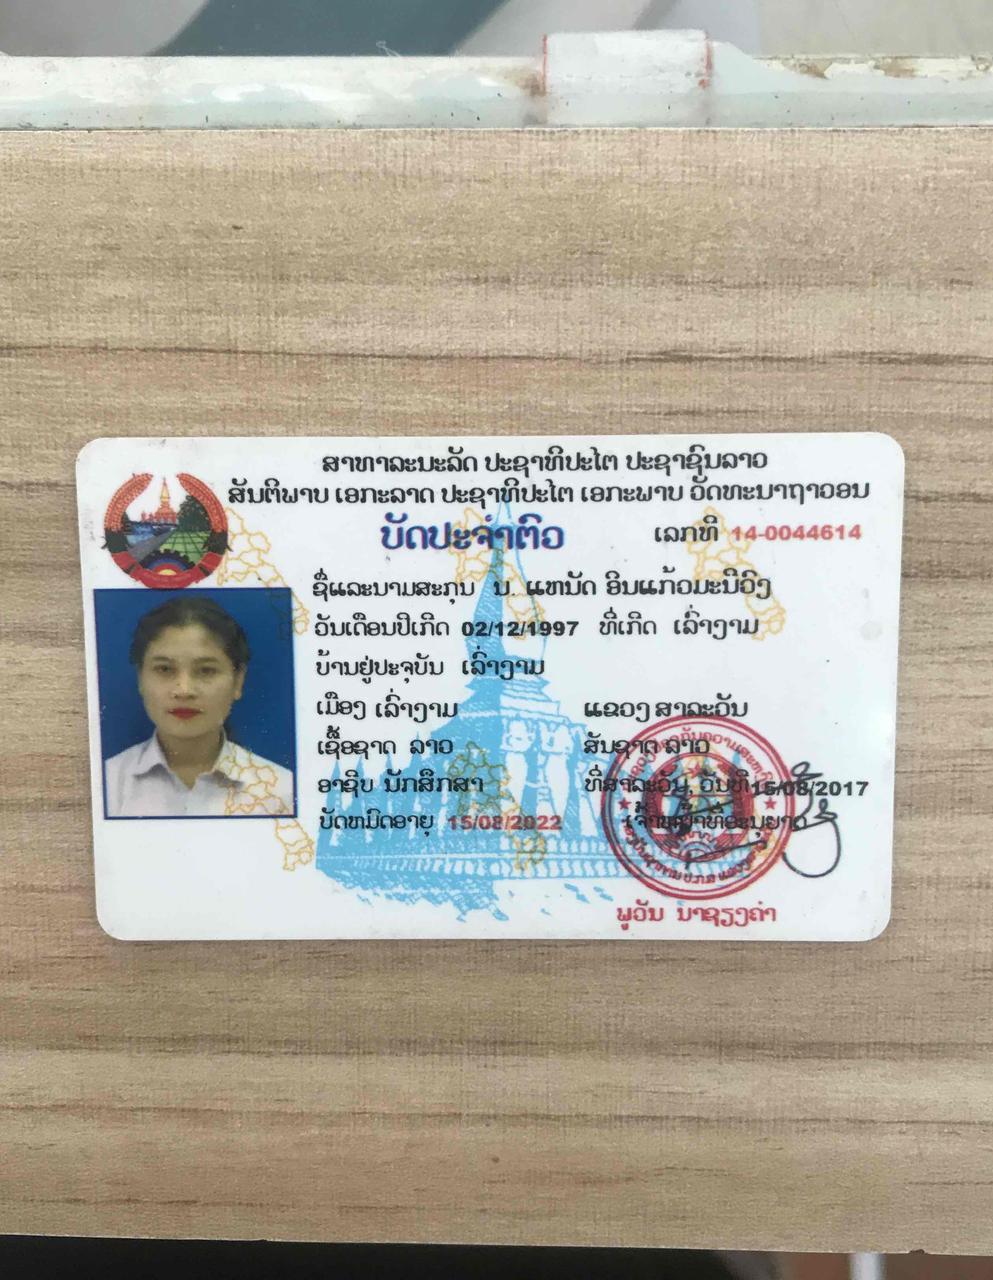 ສາທາລະນະລັດ ປະຊາທິປະໄຕ ປະຊາຊົນລາວ
ສັນຕິພາບ ເອກະລາດ ປະຊາທິປະໄຕ ເອກະພາບ ວັດທະນາຖາວອນ
ບັດປະຈຳຕົວ ເລກທີ 14-0044614
ຊື່ແລະນາມສະກຸນ ນ. ແຫນັດ ອິນແກ້ວມະນີວົງ
ວັນເດືອນປີເກີດ 02/12/1997 ທີ່ເກີດ ເລົ່າງາມ
ບ້ານຢູ່ປະຈຸບັນ ເລົ່າງາມ
ເມືອງ ເລົ່າງາມ ແຂວງ ສາລະວັນ
ເຊື້ອຊາດ ລາວ ສັນຊາດ ລາວ
ອາຊີບ ນັກສຶກສາ ທີ່ສາລະວັນ, ວັນທີ 15/08/2017
ບັດຫມົດອາຍຸ 15/08/2022 ເຈົ້າຫນ້າທີ່ອະນຸຍາດ
ພູວັນ ນາຊຽງຄຳ